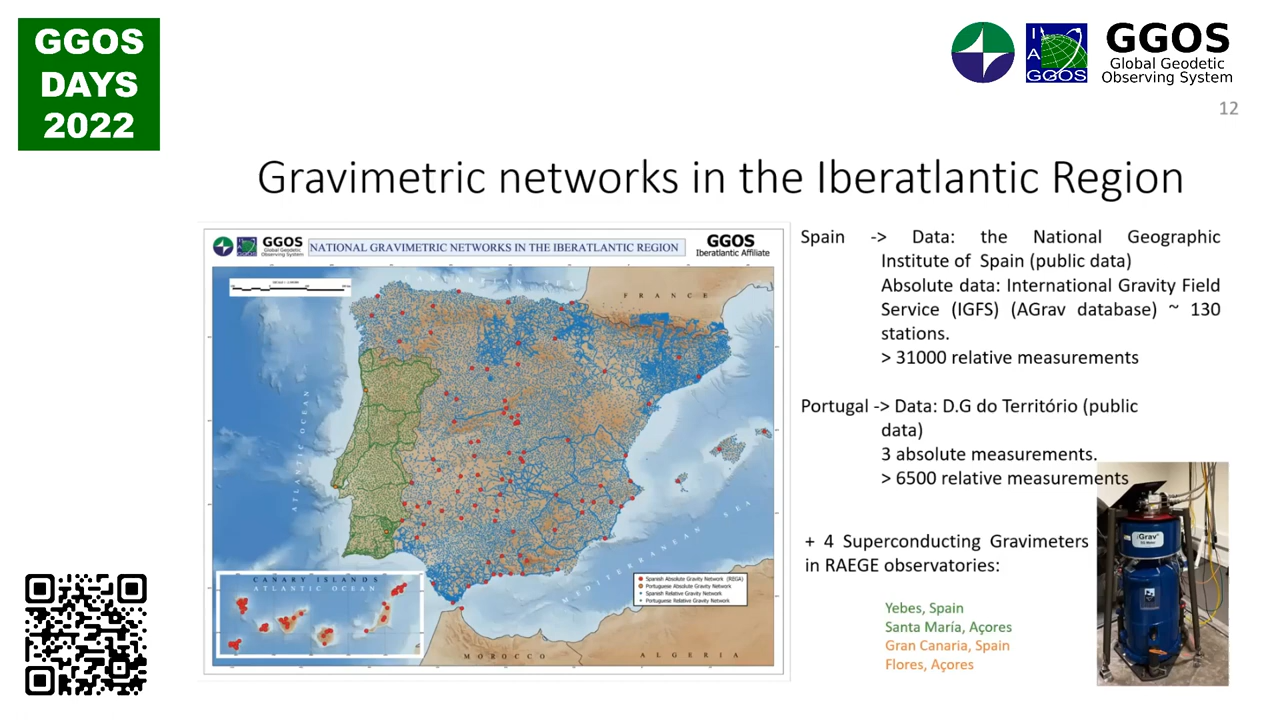 GGOS
DAYS
2022
I
A
GGOS
GGOS
Global Geodetic
Observing System
12
Gravimetric networks in the Iberatlantic Region
GGOS
Global Geodetic
Observing System
NATIONAL GRAVIMETRIC NETWORKS IN THE IBERATLANTIC REGION
GGOS
Iberatlantic Affiliate
FRANCE
ATLANTIC OCEAN
MEDITERRANEAN SEA
CANARY ISLANDS
ATLANTIC OCEAN
Spanish Absolute Gravity Network (REGA)
Portuguese Absolute Gravity Network
Spanish Relative Gravity Network
Portuguese Relative Gravity Network
MOROCCO
ALGERIA
Spain -> Data: the National Geographic
Institute of Spain (public data)
Absolute data: International Gravity Field
Service (IGFS) (AGrav database) ~ 130
stations.
> 31000 relative measurements
Portugal -> Data: D.G do Território (public
data)
3 absolute measurements.
> 6500 relative measurements
+ 4 Superconducting Gravimeters
in RAEGE observatories:
Yebes, Spain
Santa María, Açores
Gran Canaria, Spain
Flores, Açores
iGrav